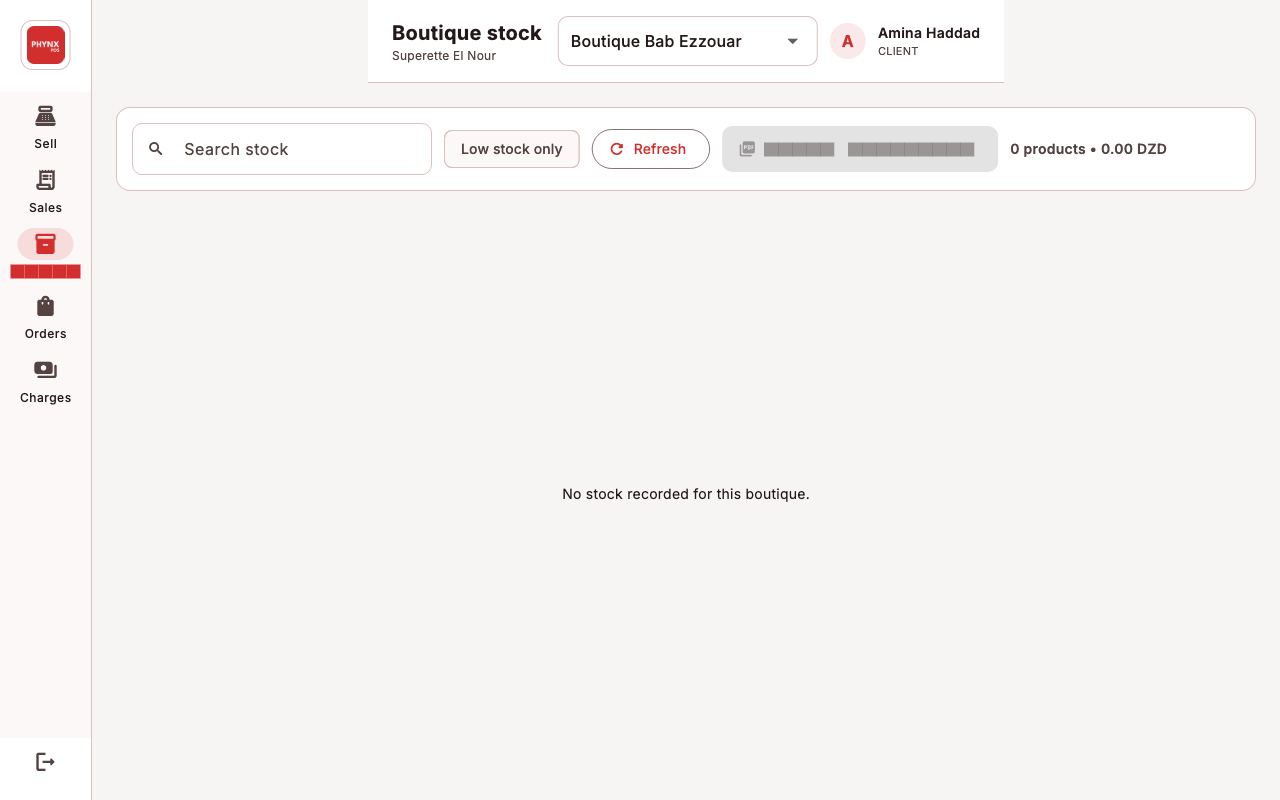 PHYNX
POS
Boutique stock
Superette El Nour
Boutique Bab Ezzouar
A
Amina Haddad
CLIENT
Sell
Sales
Orders
Charges
Search stock
Low stock only
Refresh
PDF
0 products • 0.00 DZD
No stock recorded for this boutique.